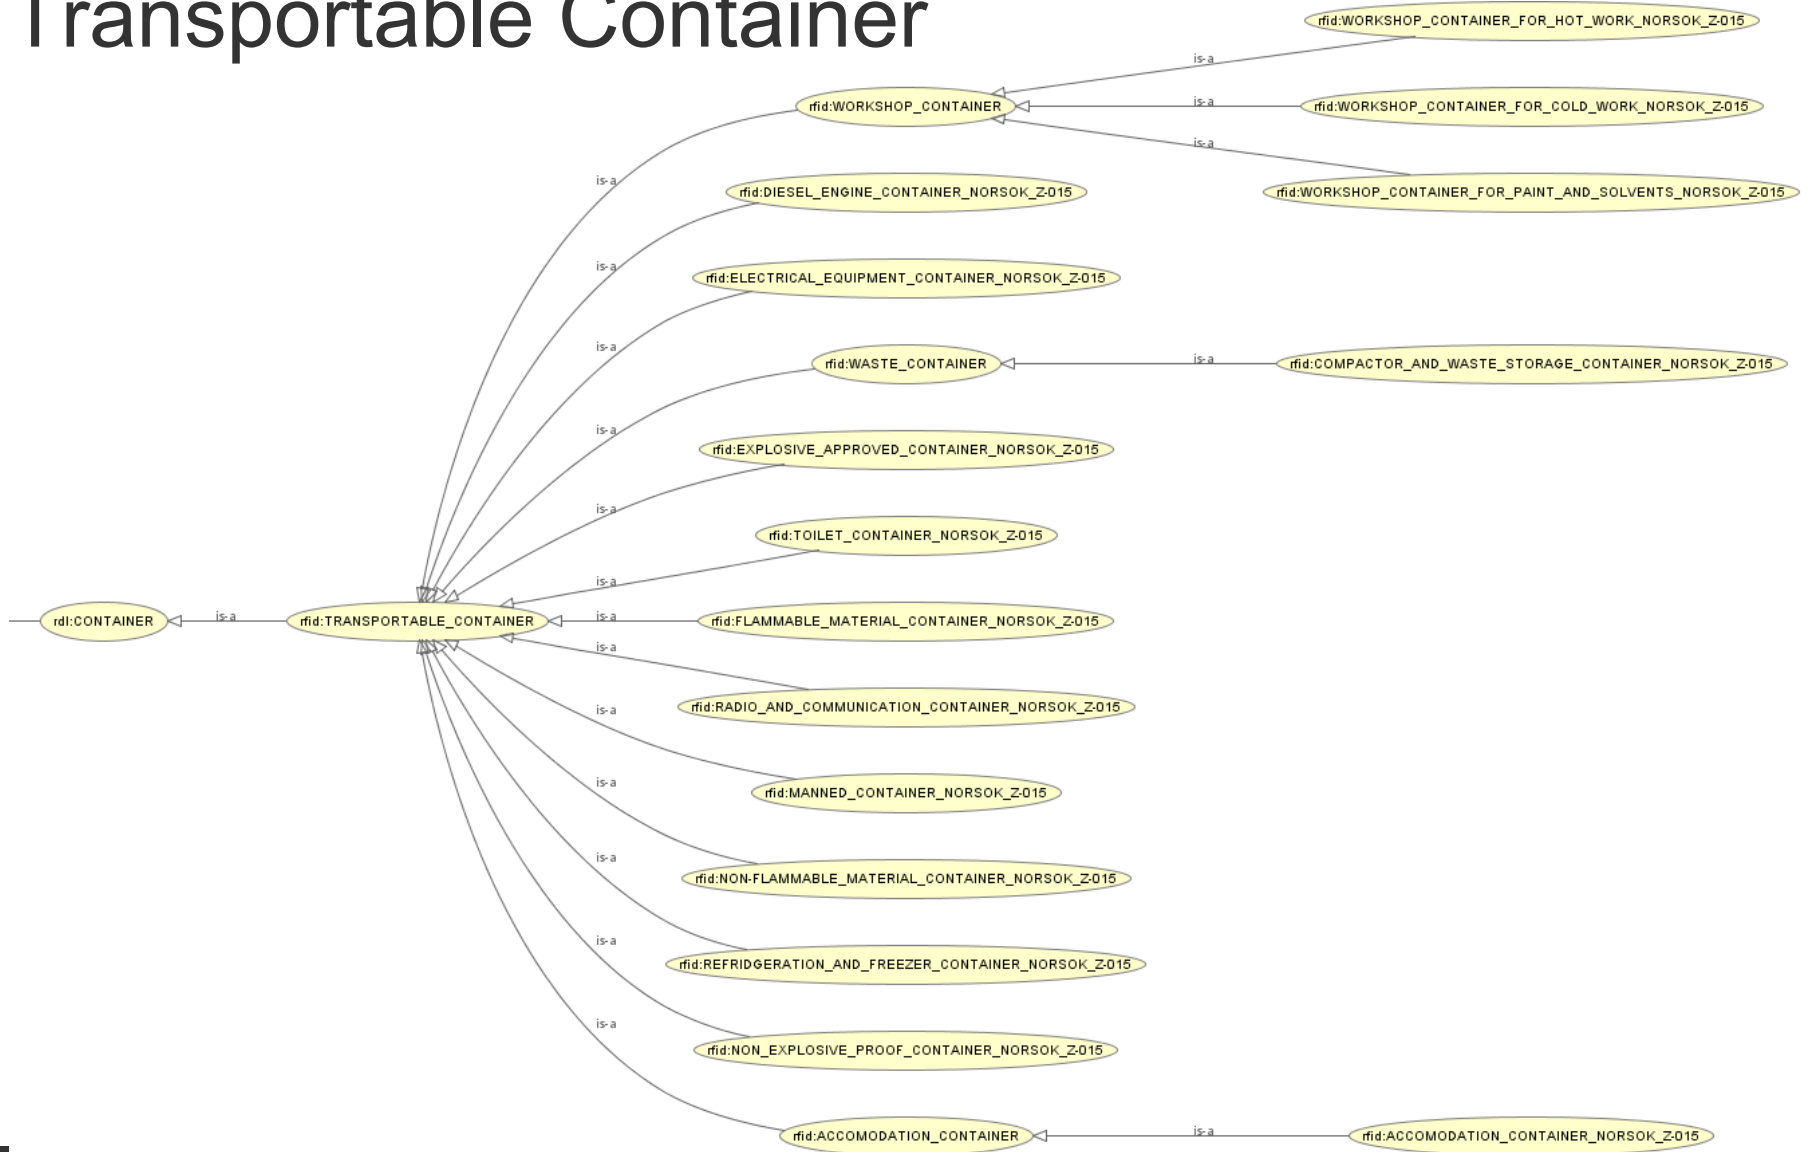 Transportable Container
rfid:WORKSHOP_CONTAINER_FOR_HOT_WORK_NORSOK_Z-015
is-a
rfid:WORKSHOP_CONTAINER
is-a
rfid:WORKSHOP_CONTAINER_FOR_COLD_WORK_NORSOK_Z-015
is-a
is-a
rfid:DIESEL_ENGINE_CONTAINER_NORSOK_Z-015
rfid:WORKSHOP_CONTAINER_FOR_PAINT_AND_SOLVENTS_NORSOK_Z-015
is-a
rfid:ELECTRICAL_EQUIPMENT_CONTAINER_NORSOK_Z-015
is-a
rfid:WASTE_CONTAINER
is-a
rfid:COMPACTOR_AND_WASTE_STORAGE_CONTAINER_NORSOK_Z-015
is-a
rfid:EXPLOSIVE_APPROVED_CONTAINER_NORSOK_Z-015
is-a
rfid:TOILET_CONTAINER_NORSOK_Z-015
is-a
rdl:CONTAINER
is-a
rfid:TRANSPORTABLE_CONTAINER
is-a
rfid:FLAMMABLE_MATERIAL_CONTAINER_NORSOK_Z-015
is-a
rfid:RADIO_AND_COMMUNICATION_CONTAINER_NORSOK_Z-015
is-a
rfid:MANNED_CONTAINER_NORSOK_Z-015
is-a
rfid:NON-FLAMMABLE_MATERIAL_CONTAINER_NORSOK_Z-015
is-a
rfid:REFRIDGERATION_AND_FREEZER_CONTAINER_NORSOK_Z-015
is-a
rfid:NON_EXPLOSIVE_PROOF_CONTAINER_NORSOK_Z-015
is-a
rfid:ACCOMODATION_CONTAINER
is-a
rfid:ACCOMODATION_CONTAINER_NORSOK_Z-015